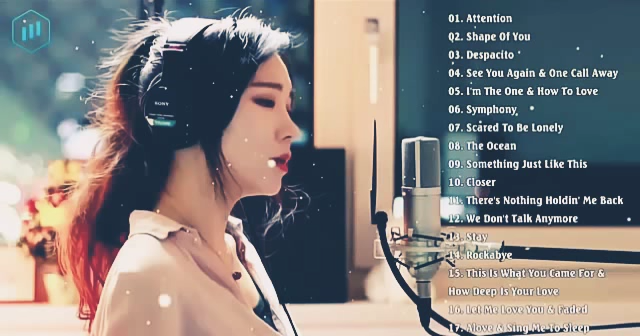 SONY
01. Attention
02. Shape Of You
03. Despacito
04. See You Again & One Call Away
05. I'm The One & How To Love
06. Symphony
07. Scared To Be Lonely
08. The Ocean
09. Something Just Like This
10. Closer
11. There's Nothing Holdin' Me Back
12. We Don't Talk Anymore
13. Stay
14. Rockabye
15. This Is What You Came For &
How Deep Is Your Love
16. Let Me Love You & Faded
17. Alone & Sing Me To Sleep